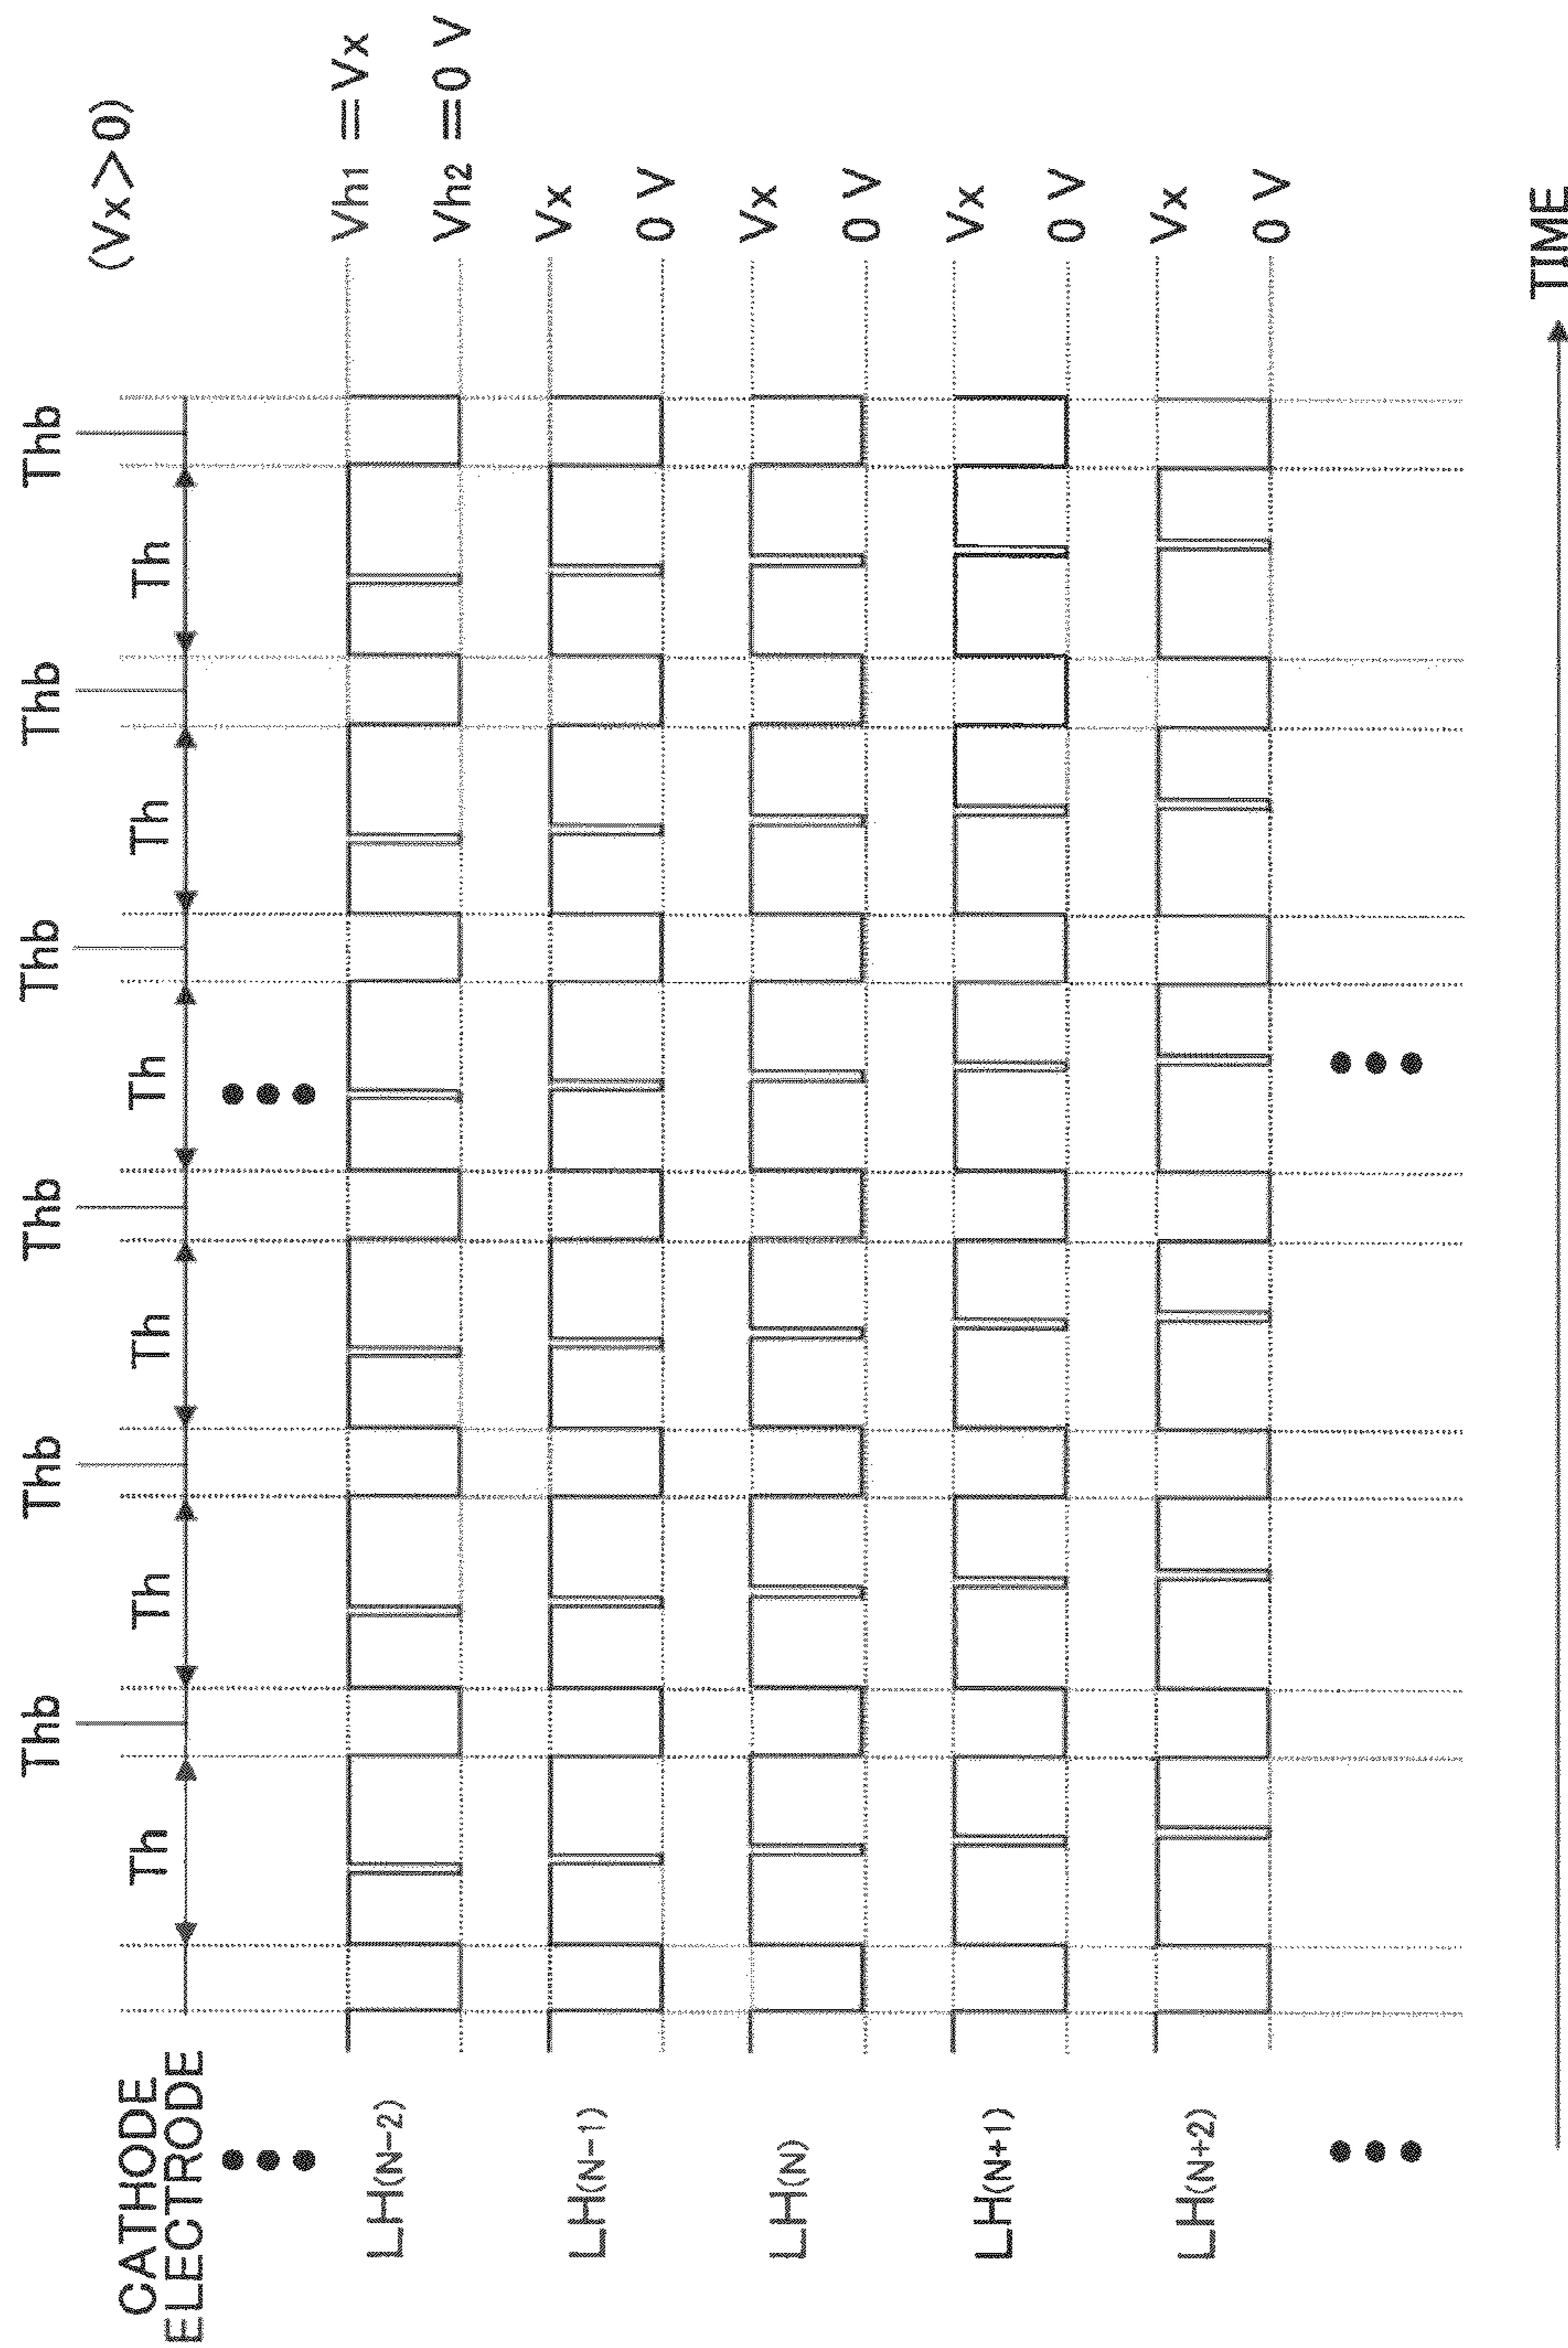 Thb Thb Thb Thb Thb Thb
(Vx>0)
Th Th Th Th Th Th
CATHODE
ELECTRODE
LH(N-2)
Vh1 =Vx
Vh2 =0 V
LH(N-1)
Vx
0 V
LH(N)
Vx
0 V
LH(N+1)
Vx
0 V
LH(N+2)
Vx
0 V
TIME